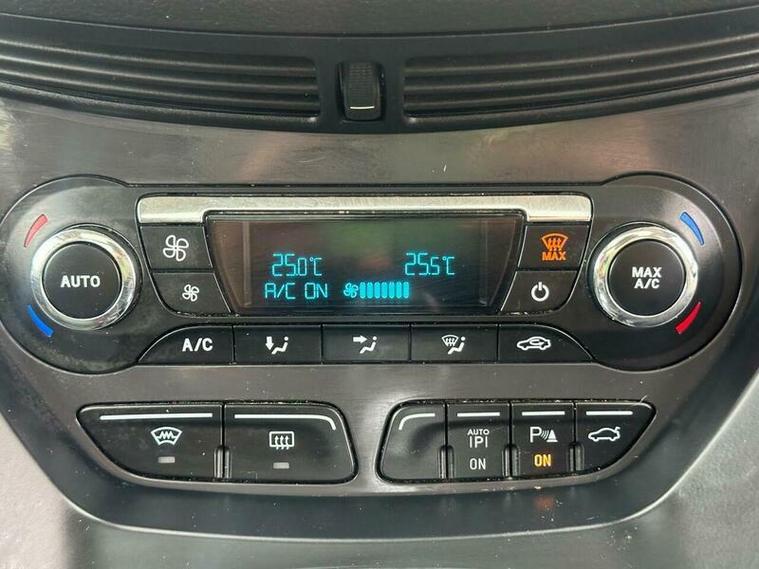 AUTO
25.0°C 25.5°C
A/C ON
MAX
MAX
A/C
A/C
AUTO
|P|
ON
P
ON